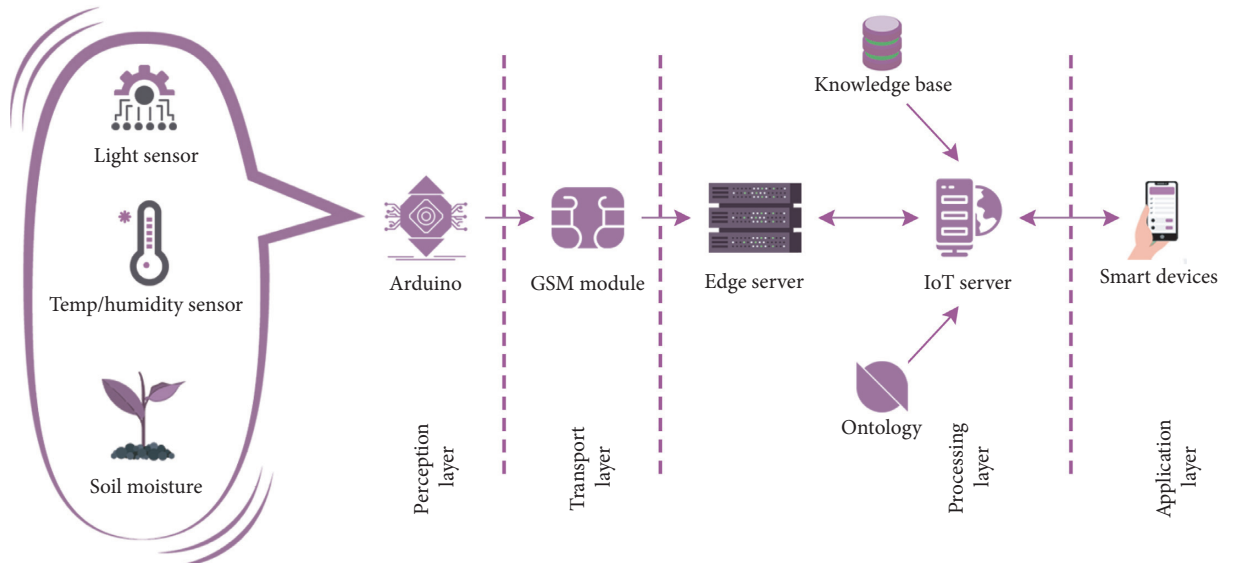 Knowledge base
Light sensor
Temp/humidity sensor
Soil moisture
Arduino
GSM module
Edge server
IoT server
Smart devices
Ontology
Perception
layer
Transport
layer
Processing
layer
Application
layer